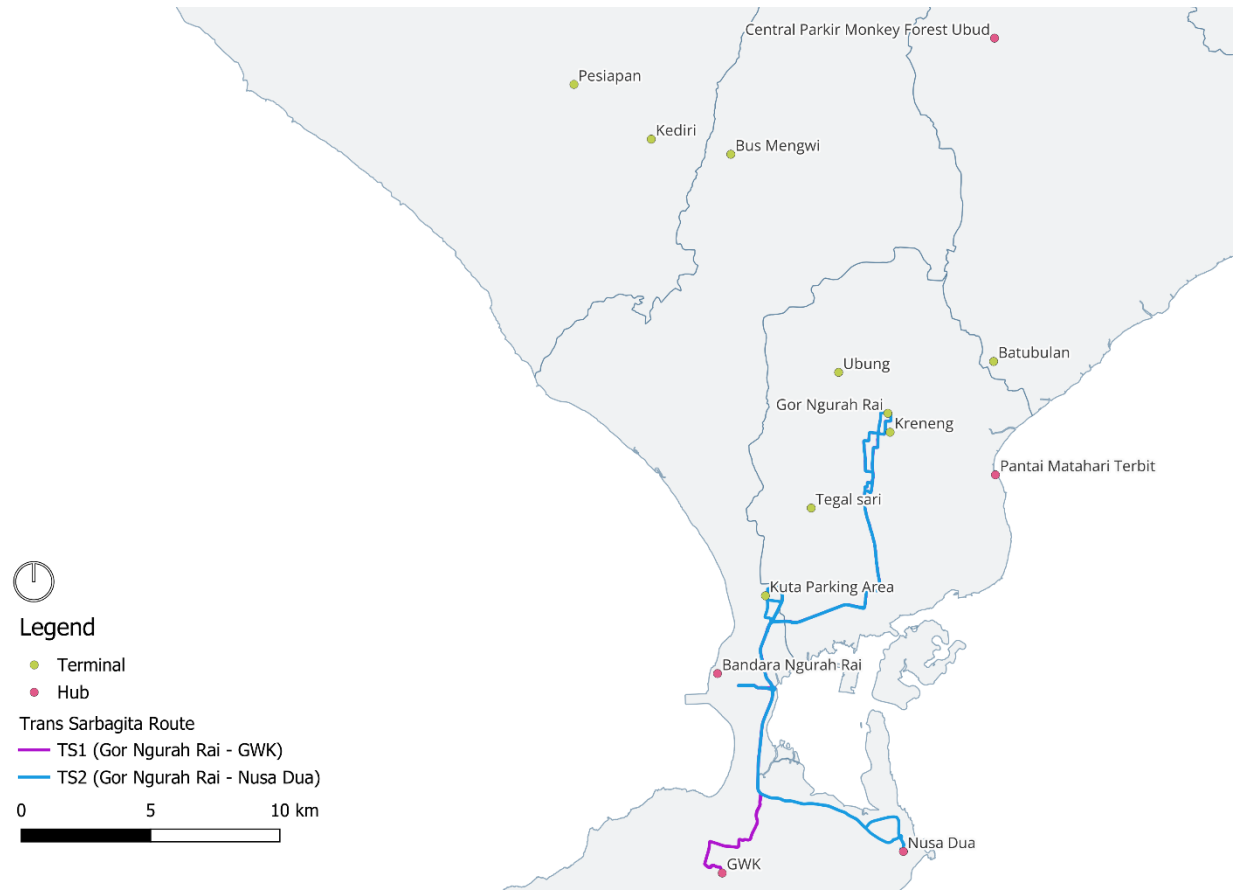 Central Parkir Monkey Forest Ubud
Pesiapan
Kediri
Bus Mengwi
Batubulan
Ubung
Gor Ngurah Rai
Kreneng
Pantai Matahari Terbit
Tegal sari
Kuta Parking Area
Bandara Ngurah Rai
Nusa Dua
GWK
Legend
Terminal
Hub
Trans Sarbagita Route
TS1 (Gor Ngurah Rai - GWK)
TS2 (Gor Ngurah Rai - Nusa Dua)
0 5 10 km